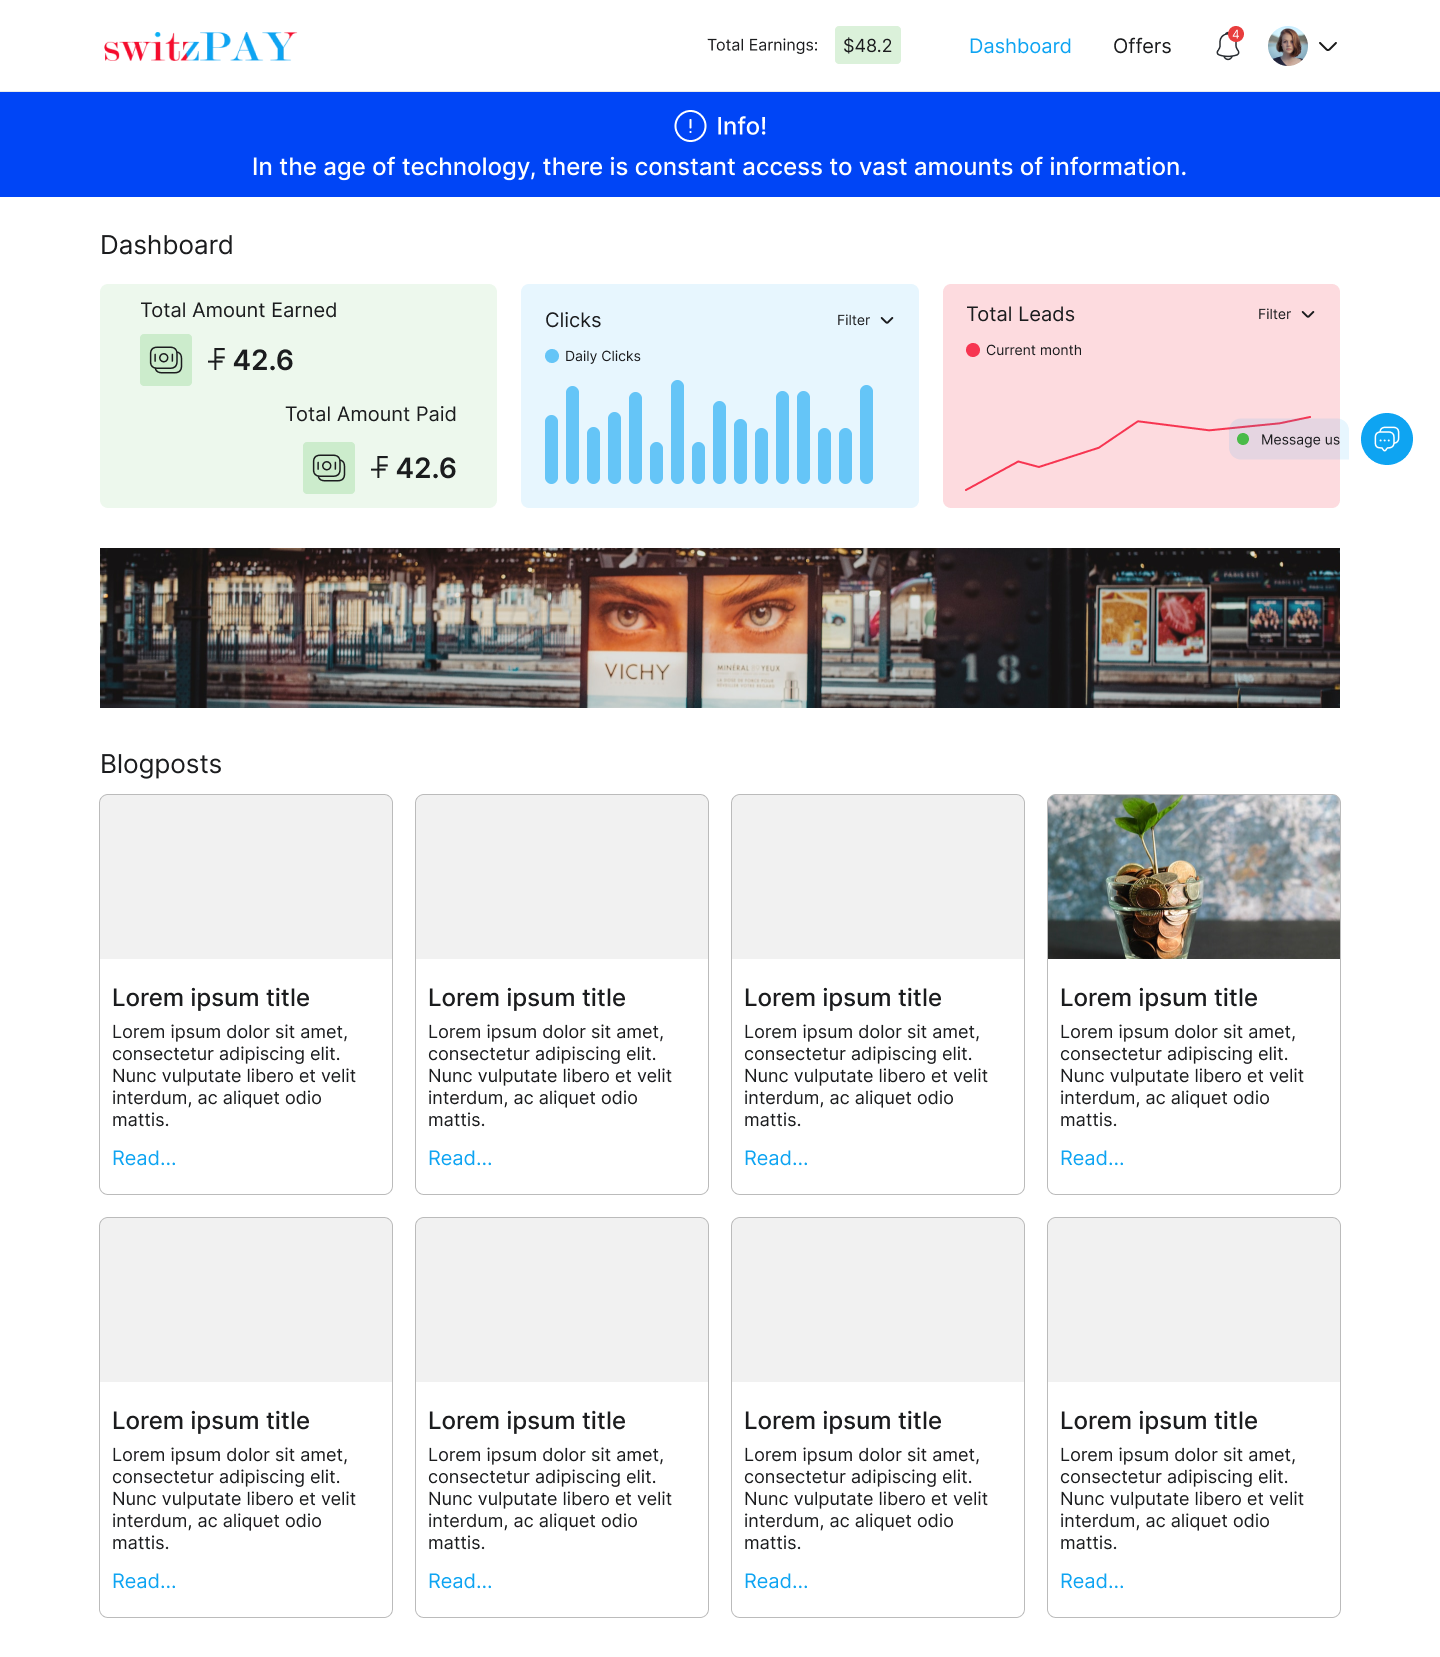 switzPAY
Total Earnings:
$48.2
Dashboard
Offers
4
Info!
In the age of technology, there is constant access to vast amounts of information.
Dashboard
Total Amount Earned
42.6
Total Amount Paid
42.6
Clicks
Filter
Daily Clicks
Total Leads
Filter
Current month
Message us
VICHY
MINÉRAL
YEUX
18
PARIS EST
PARIS EST
Blogposts
Lorem ipsum title
Lorem ipsum dolor sit amet,
consectetur adipiscing elit.
Nunc vulputate libero et velit
interdum, ac aliquet odio
mattis.
Read...
Lorem ipsum title
Lorem ipsum dolor sit amet,
consectetur adipiscing elit.
Nunc vulputate libero et velit
interdum, ac aliquet odio
mattis.
Read...
Lorem ipsum title
Lorem ipsum dolor sit amet,
consectetur adipiscing elit.
Nunc vulputate libero et velit
interdum, ac aliquet odio
mattis.
Read...
Lorem ipsum title
Lorem ipsum dolor sit amet,
consectetur adipiscing elit.
Nunc vulputate libero et velit
interdum, ac aliquet odio
mattis.
Read...
Lorem ipsum title
Lorem ipsum dolor sit amet,
consectetur adipiscing elit.
Nunc vulputate libero et velit
interdum, ac aliquet odio
mattis.
Read...
Lorem ipsum title
Lorem ipsum dolor sit amet,
consectetur adipiscing elit.
Nunc vulputate libero et velit
interdum, ac aliquet odio
mattis.
Read...
Lorem ipsum title
Lorem ipsum dolor sit amet,
consectetur adipiscing elit.
Nunc vulputate libero et velit
interdum, ac aliquet odio
mattis.
Read...
Lorem ipsum title
Lorem ipsum dolor sit amet,
consectetur adipiscing elit.
Nunc vulputate libero et velit
interdum, ac aliquet odio
mattis.
Read...